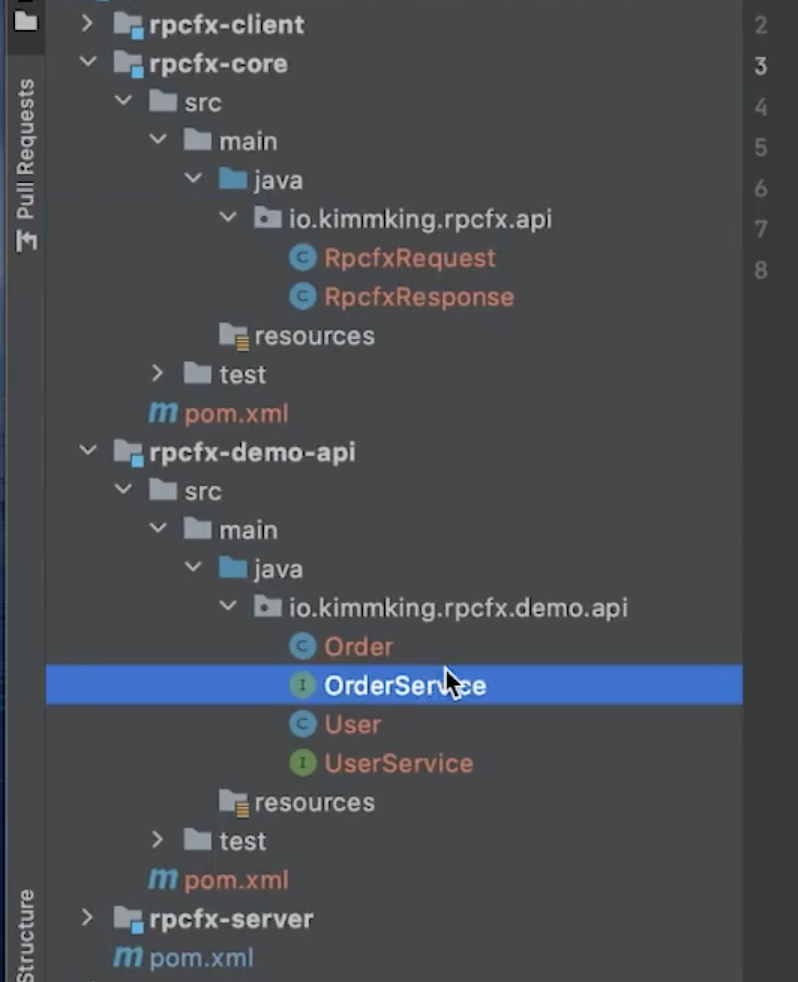 rpcfx-client
rpcfx-core
src
main
java
io.kimmking.rpcfx.api
C RpcfxRequest
C RpcfxResponse
resources
test
m pom.xml
rpcfx-demo-api
src
main
java
io.kimmking.rpcfx.demo.api
C Order
I OrderService
C User
I UserService
resources
test
m pom.xml
rpcfx-server
m pom.xml
Pull Requests
Structure
2
3
4
5
6
7
8